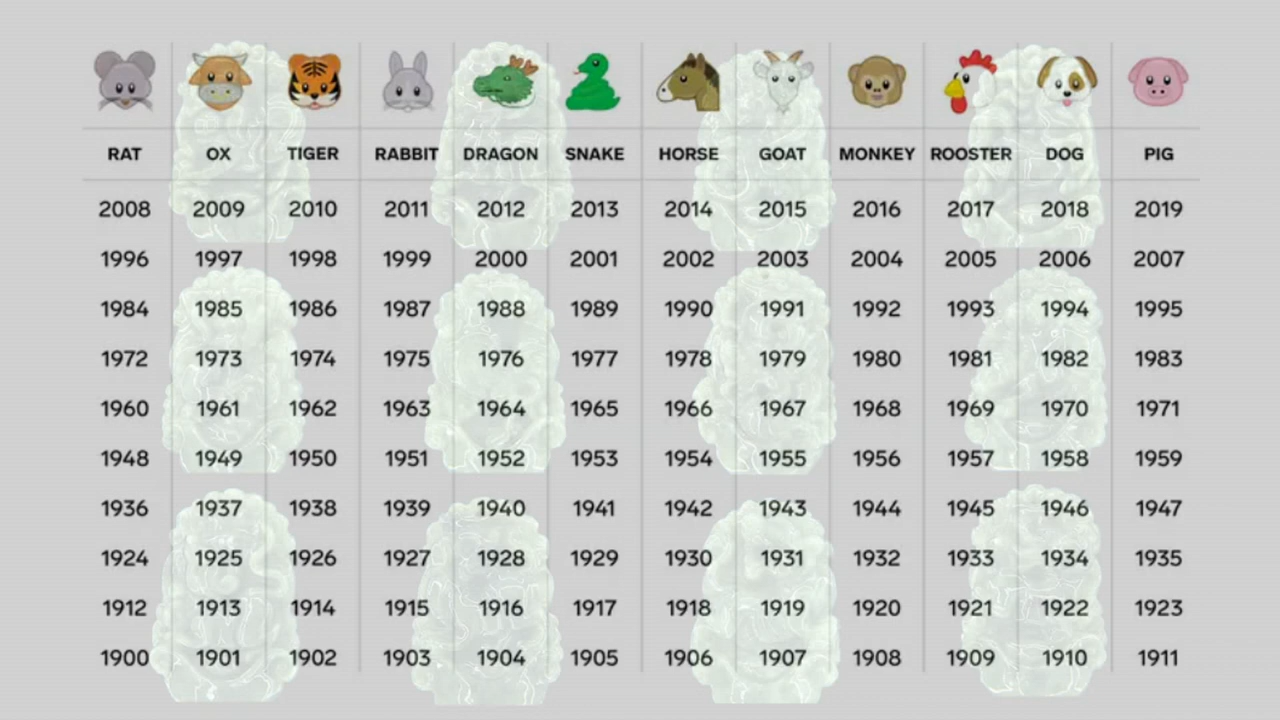 RAT OX TIGER RABBIT DRAGON SNAKE HORSE GOAT MONKEY ROOSTER DOG PIG
2008 2009 2010 2011 2012 2013 2014 2015 2016 2017 2018 2019
1996 1997 1998 1999 2000 2001 2002 2003 2004 2005 2006 2007
1984 1985 1986 1987 1988 1989 1990 1991 1992 1993 1994 1995
1972 1973 1974 1975 1976 1977 1978 1979 1980 1981 1982 1983
1960 1961 1962 1963 1964 1965 1966 1967 1968 1969 1970 1971
1948 1949 1950 1951 1952 1953 1954 1955 1956 1957 1958 1959
1936 1937 1938 1939 1940 1941 1942 1943 1944 1945 1946 1947
1924 1925 1926 1927 1928 1929 1930 1931 1932 1933 1934 1935
1912 1913 1914 1915 1916 1917 1918 1919 1920 1921 1922 1923
1900 1901 1902 1903 1904 1905 1906 1907 1908 1909 1910 1911